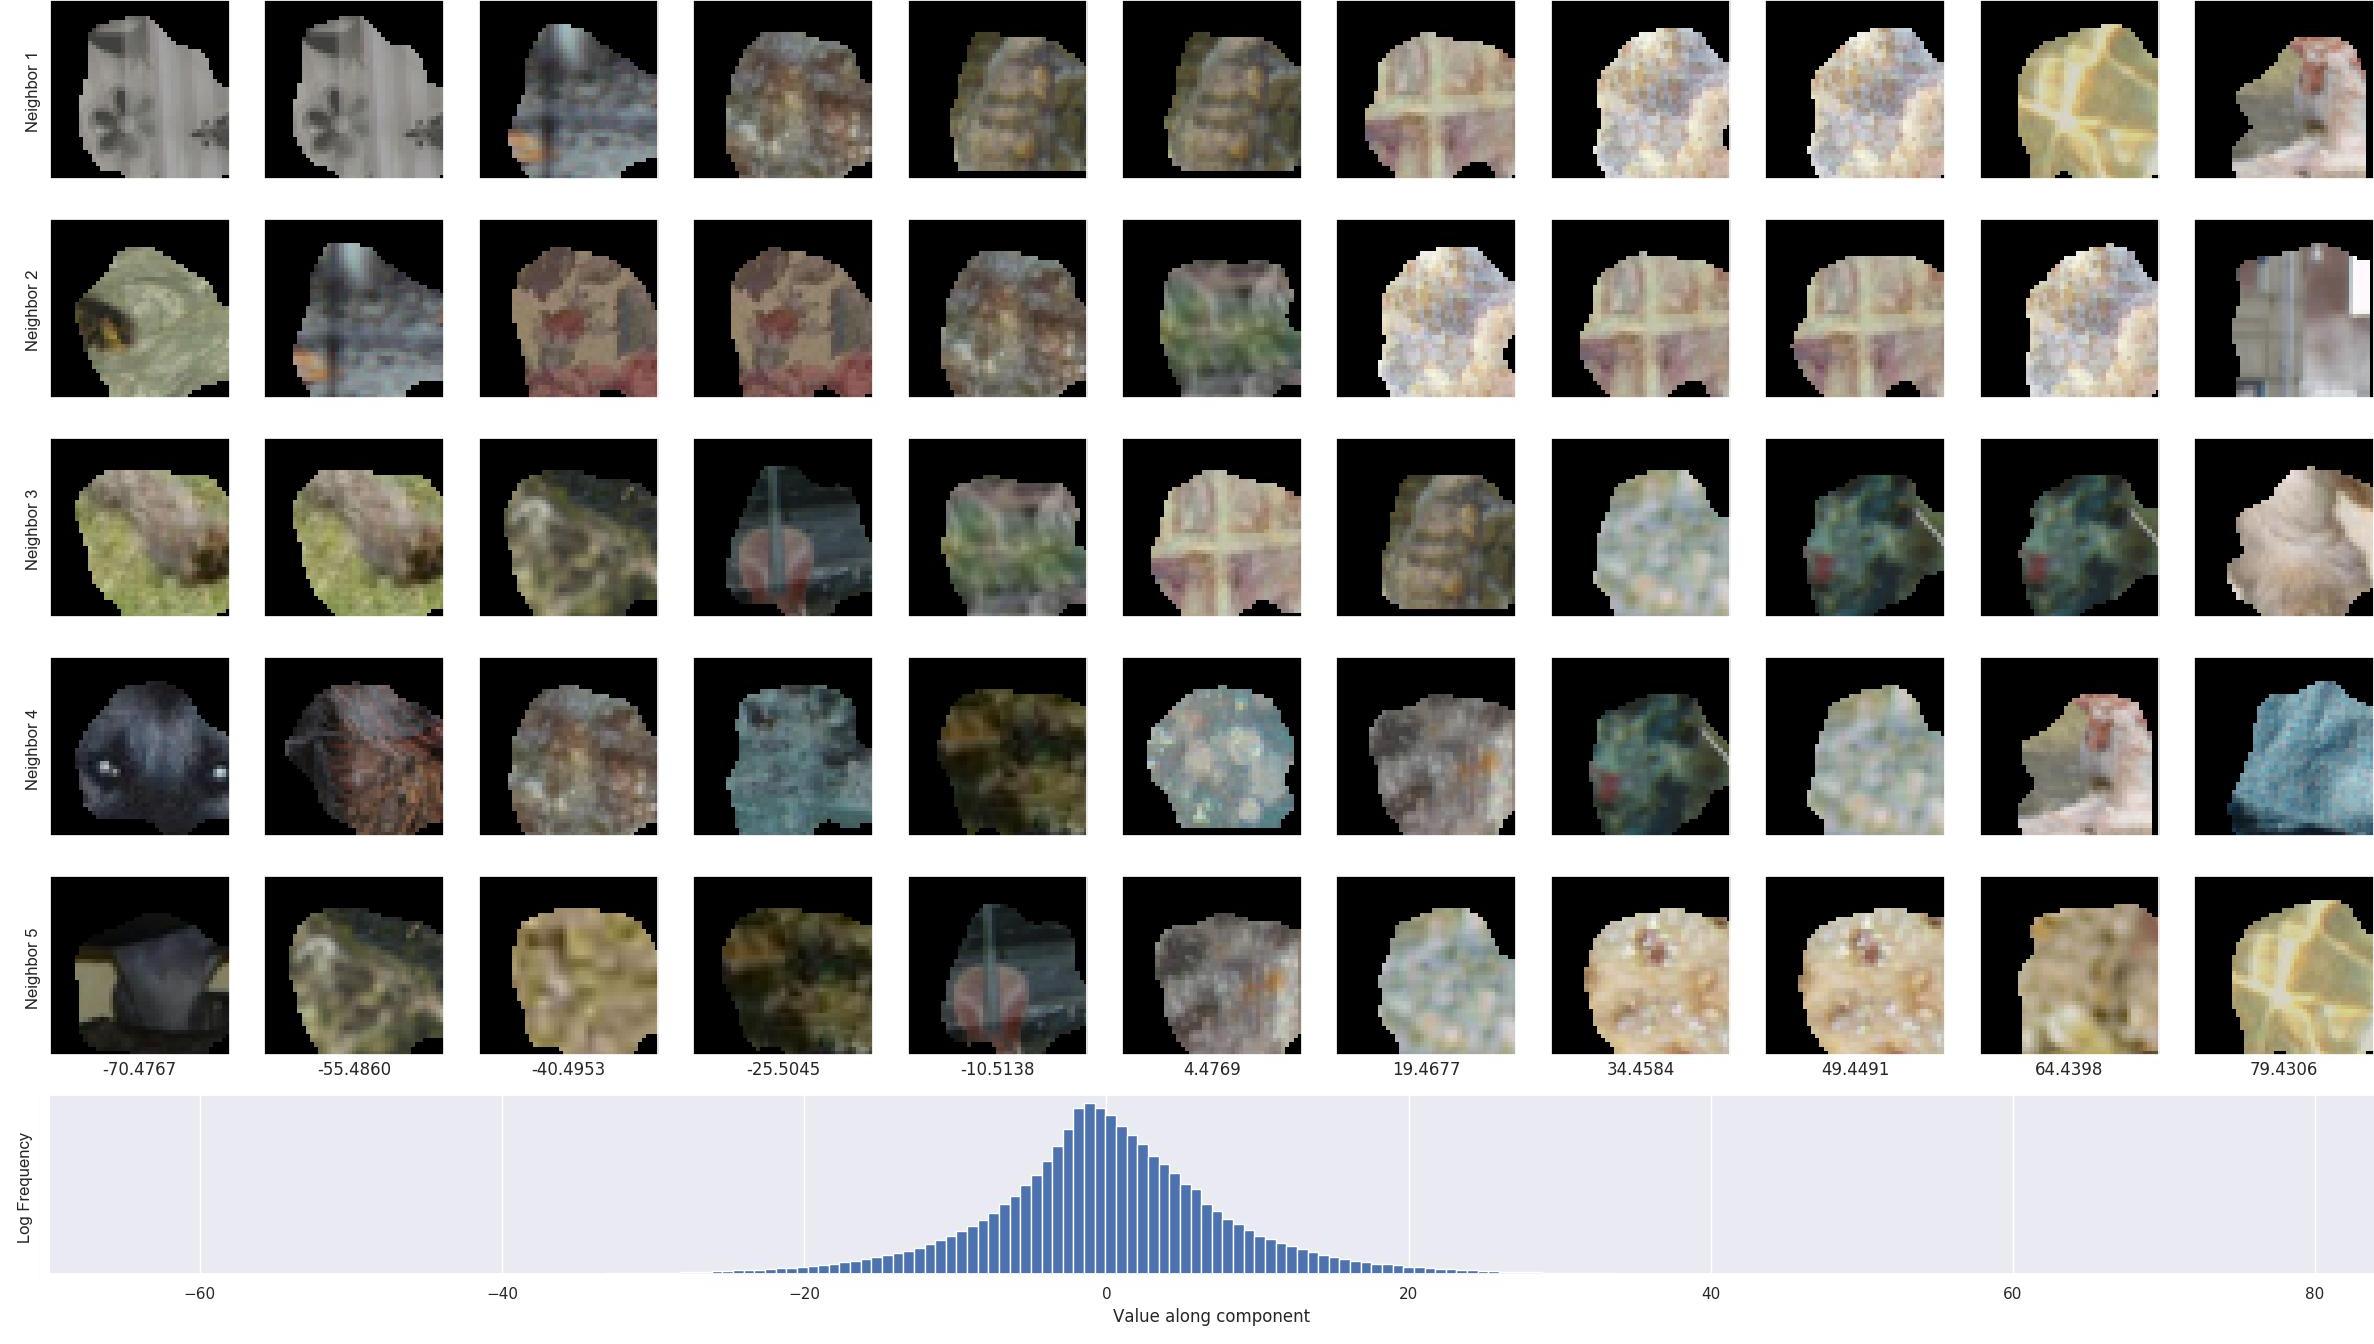 Neighbor 1
Neighbor 2
Neighbor 3
Neighbor 4
Neighbor 5
-70.4767 -55.4860 -40.4953 -25.5045 -10.5138 4.4769 19.4677 34.4584 49.4491 64.4398 79.4306
Log Frequency
−60 −40 −20 0 20 40 60 80
Value along component